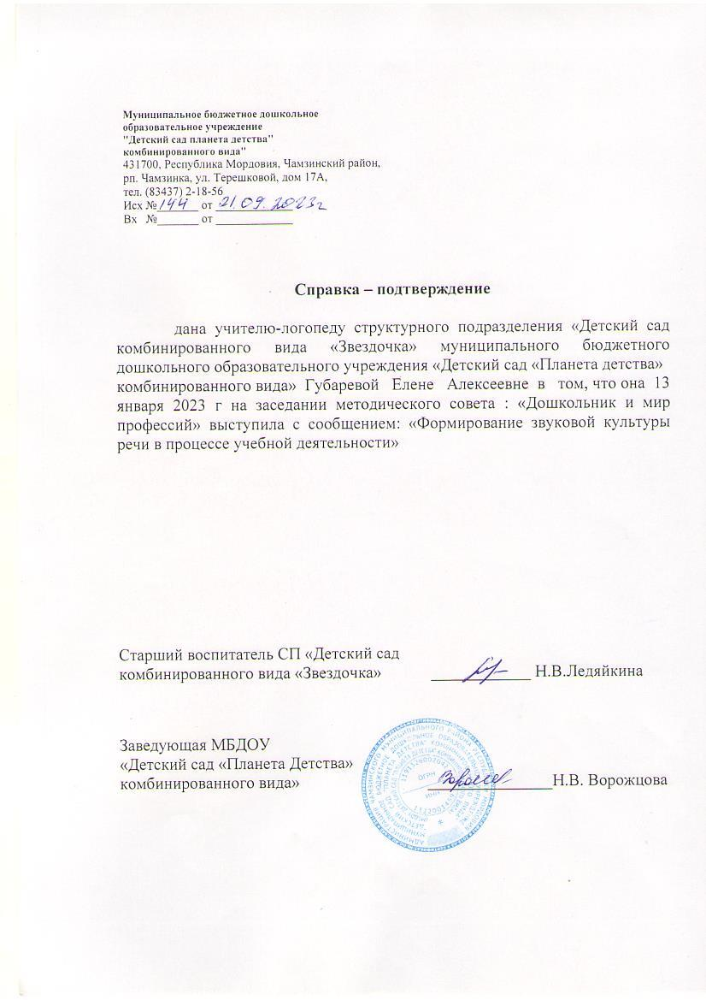 Муниципальное бюджетное дошкольное
образовательное учреждение
"Детский сад планета детства"
комбинированного вида"
431700, Республика Мордовия, Чамзинский район,
рп. Чамзинка, ул. Терешковой, дом 17А,
тел. (83437) 2-18-56
Исх № 144 от 21.09.2023г
Вх № от
Справка – подтверждение
дана учителю-логопеду структурного подразделения «Детский сад
комбинированного вида «Звездочка» муниципального бюджетного
дошкольного образовательного учреждения «Детский сад «Планета детства»
комбинированного вида» Губаревой Елене Алексеевне в том, что она 13
января 2023 г на заседании методического совета : «Дошкольник и мир
профессий» выступила с сообщением: «Формирование звуковой культуры
речи в процессе учебной деятельности»
Старший воспитатель СП «Детский сад
комбинированного вида «Звездочка» Н.В.Ледяйкина
Заведующая МБДОУ
«Детский сад «Планета Детства»
комбинированного вида» Н.В. Ворожцова
ОГРН
ИНН